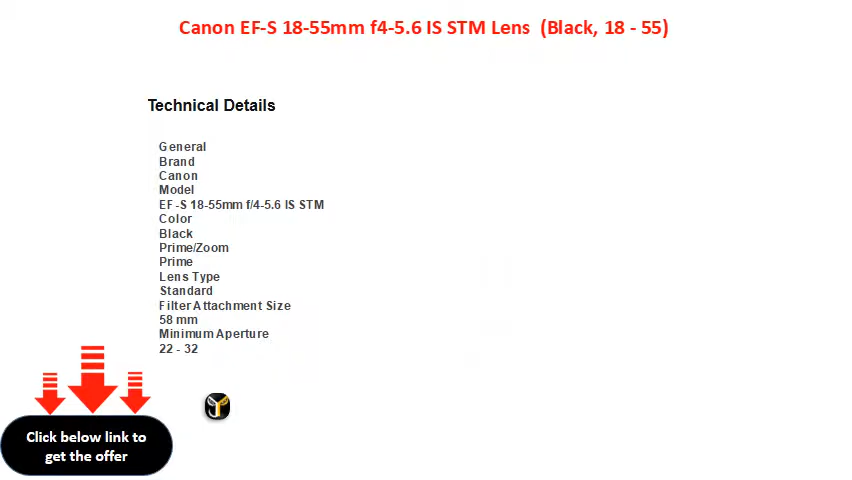 Canon EF-S 18-55mm f4-5.6 IS STM Lens  (Black, 18 - 55)
Technical Details
General
Brand
Canon
Model
EF-S 18-55mm f/4-5.6 IS STM
Color
Black
Prime/Zoom
Prime
Lens Type
Standard
Filter Attachment Size
58 mm
Minimum Aperture
22 - 32
Click below link to
get the offer